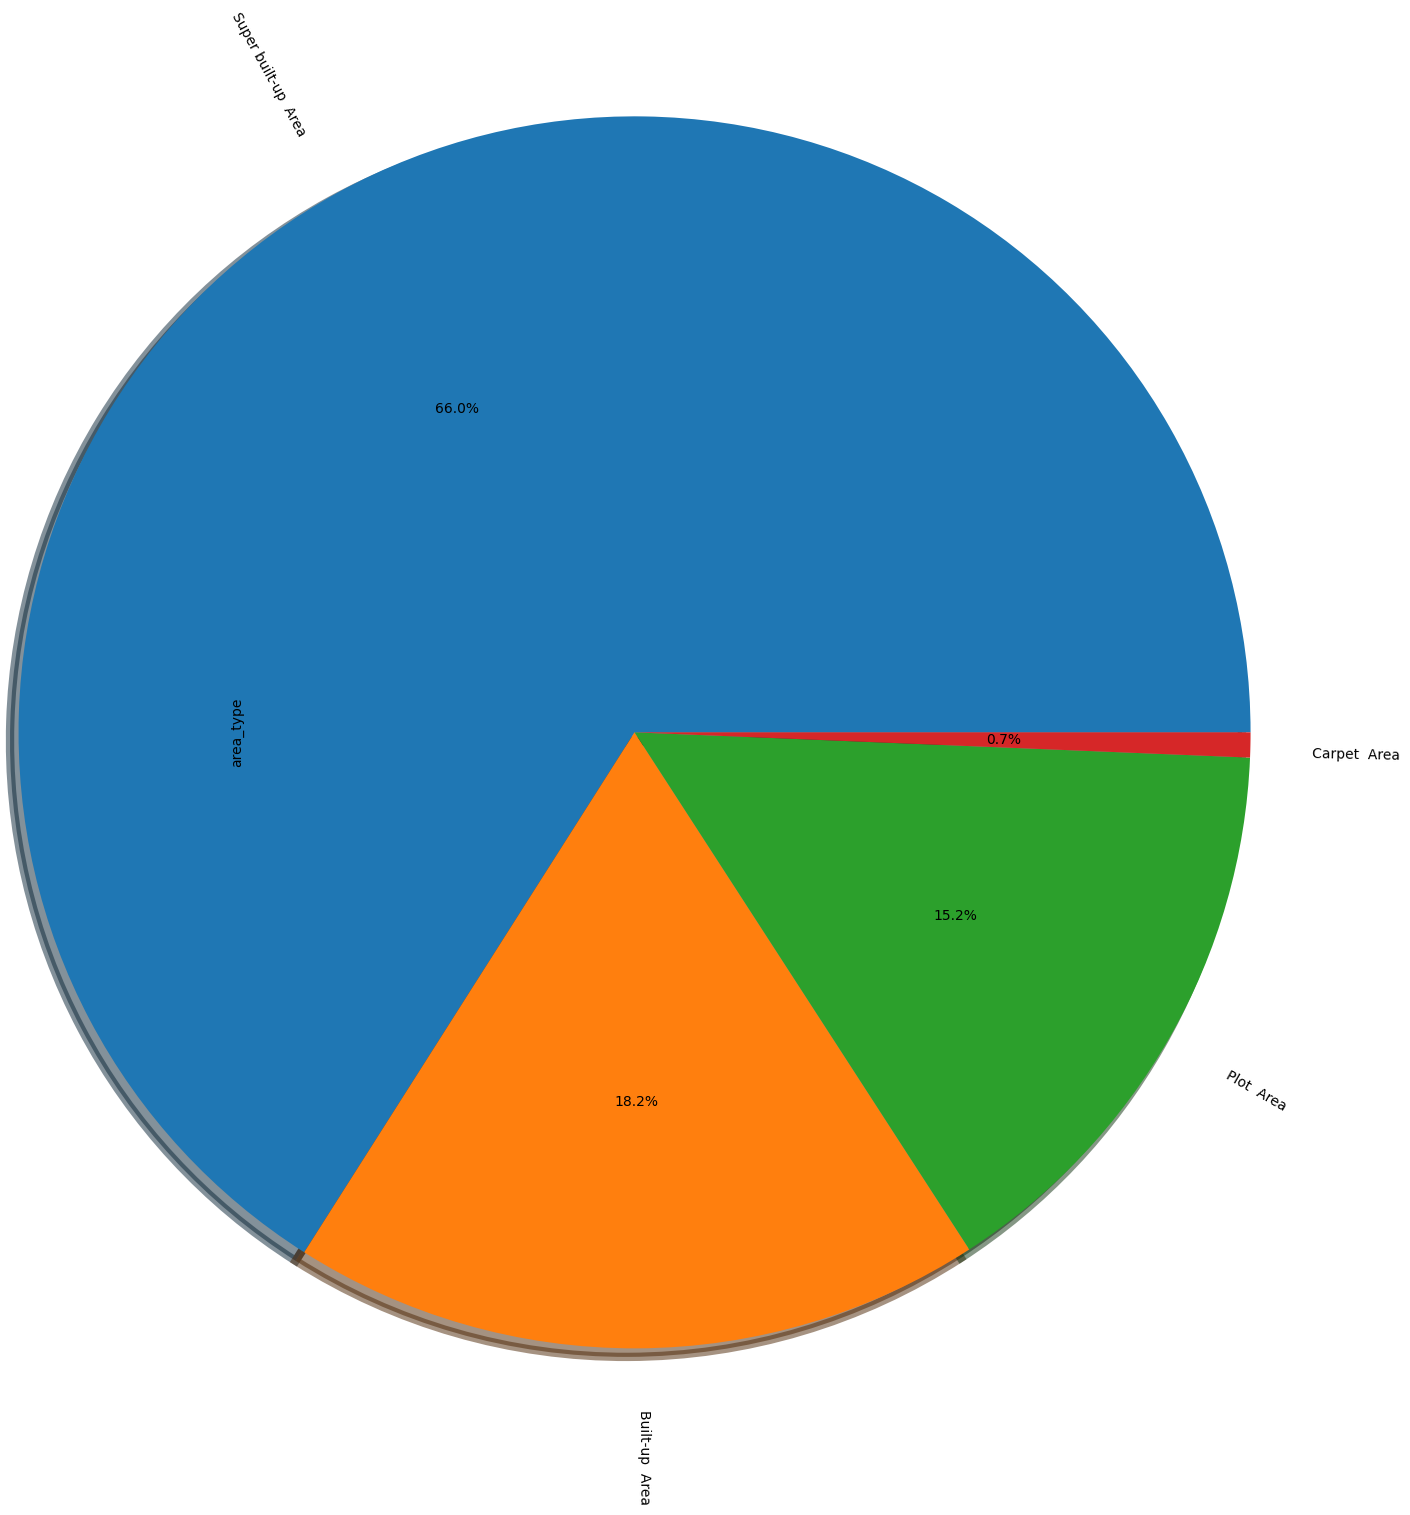 Super built-up  Area
66.0%
area_type
0.7%
Carpet  Area
15.2%
Plot  Area
18.2%
Built-up  Area